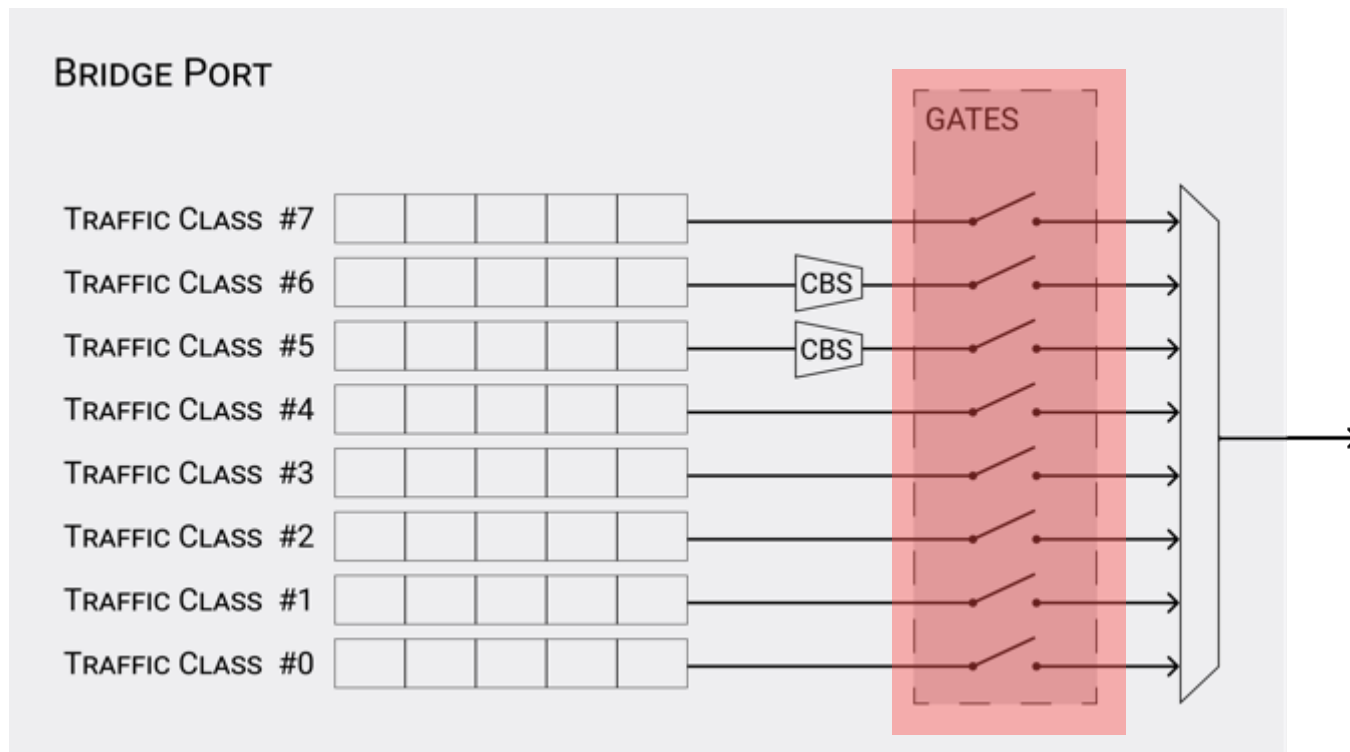 BRIDGE PORT
GATES
TRAFFIC CLASS #7
TRAFFIC CLASS #6 CBS
TRAFFIC CLASS #5 CBS
TRAFFIC CLASS #4
TRAFFIC CLASS #3
TRAFFIC CLASS #2
TRAFFIC CLASS #1
TRAFFIC CLASS #0